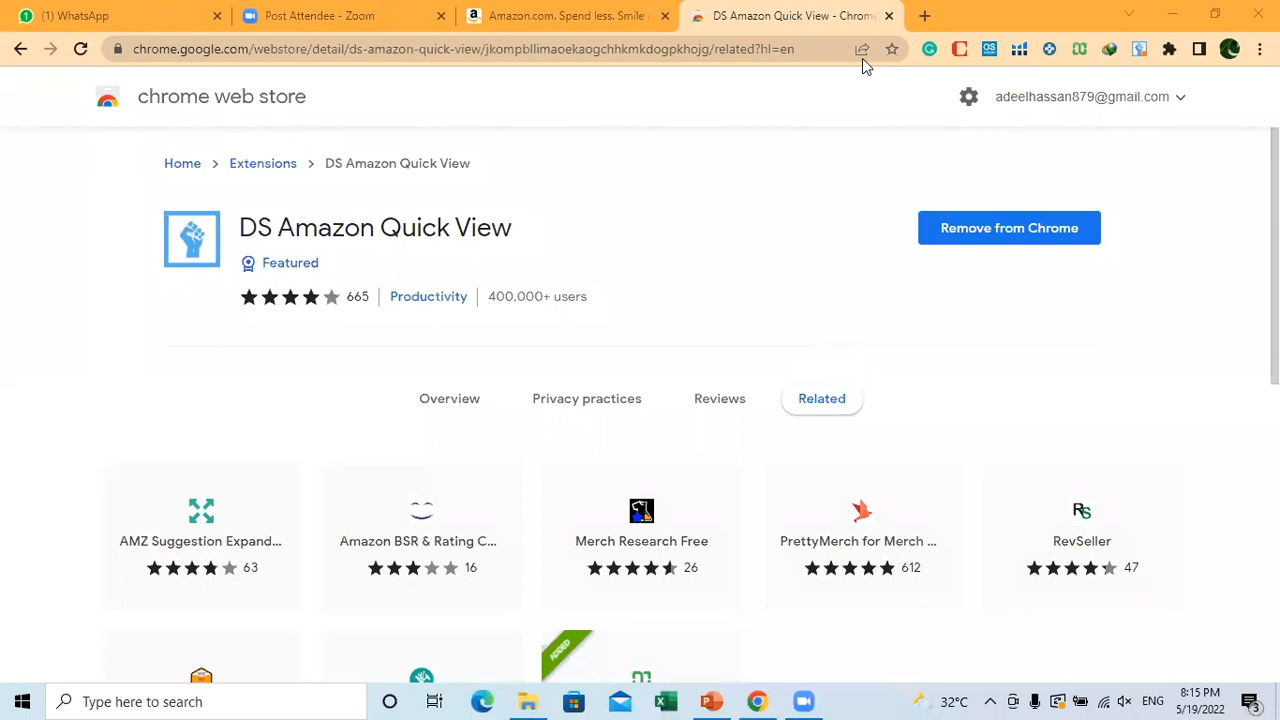 (1) WhatsApp
Post Attendee - Zoom
Amazon.com. Spend less. Smile
DS Amazon Quick View - Chrom
chrome.google.com/webstore/detail/ds-amazon-quick-view/jkompbllimaoekaogchhkmkdogpkhojg/related?hl=en
chrome web store
adeelhassan879@gmail.com
Home > Extensions > DS Amazon Quick View
DS Amazon Quick View
Remove from Chrome
Featured
665
Productivity
400,000+ users
Overview
Privacy practices
Reviews
Related
AMZ Suggestion Expand...
63
Amazon BSR & Rating C...
16
Merch Research Free
26
PrettyMerch for Merch ...
612
RS
RevSeller
47
ADDED
Type here to search
32°C
ENG
8:15 PM
5/19/2022
3